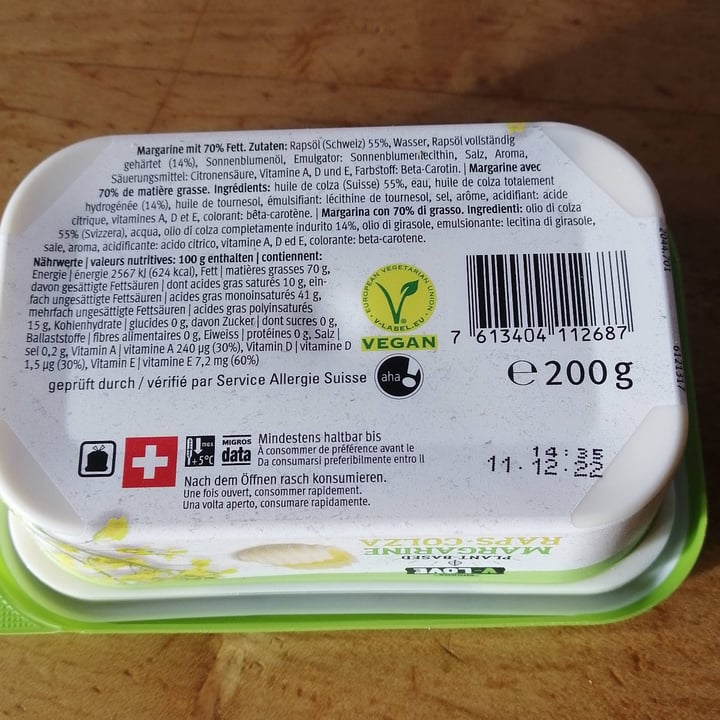 Margarine mit 70% Fett. Zutaten: Rapsöl (Schweiz) 55%, Wasser, Rapsöl vollständig
gehärtet (14%), Sonnenblumenöl, Emulgator: Sonnenblumenlecithin, Salz, Aroma,
Säuerungsmittel: Citronensäure, Vitamine A, D und E, Farbstoff: Beta-Carotin. | Margarine avec
70% de matière grasse. Ingrédients: huile de colza (Suisse) 55%, eau, huile de colza totalement
hydrogénée (14%), huile de tournesol, émulsifiant: lécithine de tournesol, sel, arôme, acidifiant: acide
citrique, vitamines A, D et E, colorant: bêta-carotène. | Margarina con 70% di grasso. Ingredienti: olio di colza
55% (Svizzera), acqua, olio di colza completamente indurito 14%, olio di girasole, emulsionante: lecitina di girasole,
sale, aroma, acidificante: acido citrico, vitamine A, D ed E, colorante: beta-carotene.
Nährwerte | valeurs nutritives: 100 g enthalten | contiennent:
Energie | énergie 2567 kJ (624 kcal), Fett | matières grasses 70 g,
davon gesättigte Fettsäuren | dont acides gras saturés 10 g, ein-
fach ungesättigte Fettsäuren | acides gras monoinsaturés 41 g,
mehrfach ungesättigte Fettsäuren | acides gras polyinsaturés
15 g, Kohlenhydrate | glucides 0 g, davon Zucker | dont sucres 0 g,
Ballaststoffe | fibres alimentaires 0 g, Eiweiss | protéines 0 g, Salz |
sel 0,2 g, Vitamin A | vitamine A 240 µg (30%), Vitamin D | vitamine D
1,5 µg (30%), Vitamin E | vitamine E 7,2 mg (60%)
EUROPEAN VEGETARIAN UNION
V-LABEL.EU
VEGAN
7 613404 112687
geprüft durch / vérifié par Service Allergie Suisse
aha!
℮ 200g
max
+5°C
MIGROS
data
Mindestens haltbar bis
À consommer de préférence avant le
Da consumarsi preferibilmente entro il
14:35
11.12.22
Nach dem Öffnen rasch konsumieren.
Une fois ouvert, consommer rapidement.
Una volta aperto, consumare rapidamente.
V-LOVE
PLANT-BASED
MARGARINE
RAPS·COLZA